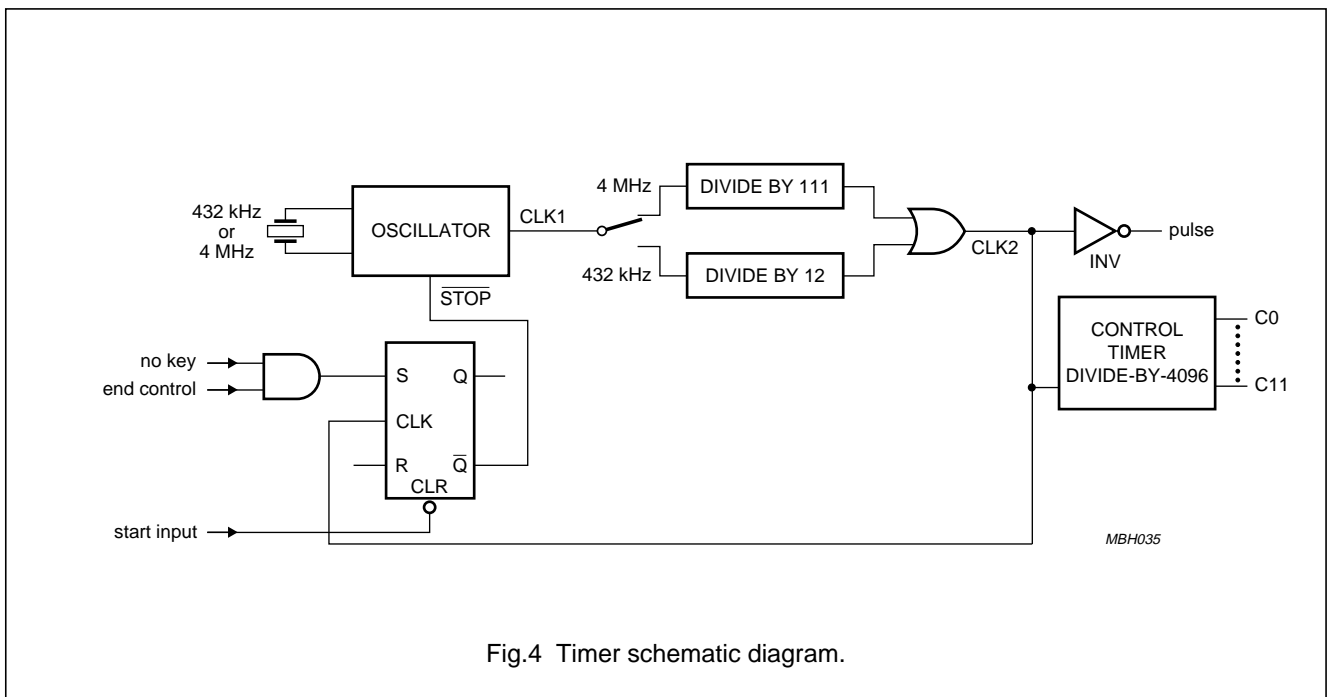 432 kHz
or
4 MHz
OSCILLATOR
CLK1
STOP
4 MHz
432 kHz
DIVIDE BY 111
DIVIDE BY 12
CLK2
INV
pulse
CONTROL
TIMER
DIVIDE-BY-4096
C0
C11
no key
end control
start input
S
Q
CLK
R
Q
CLR
MBH035
Fig.4 Timer schematic diagram.